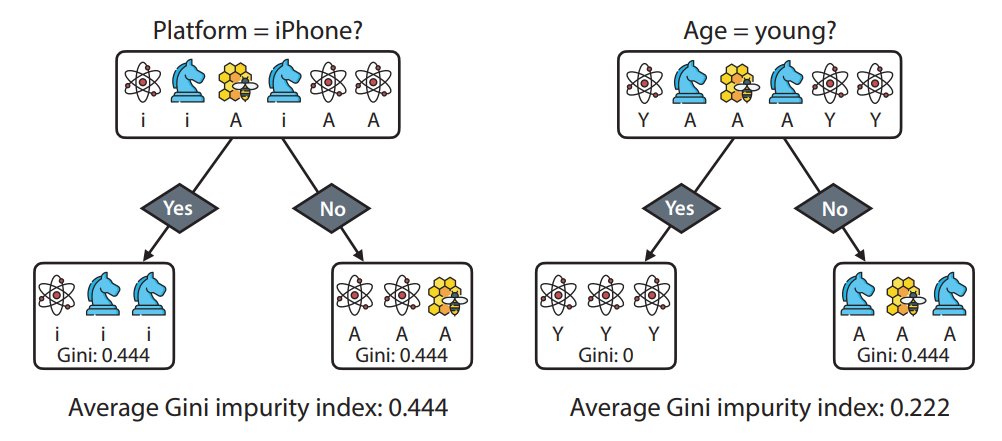 Platform = iPhone?
i i A i A A
Yes
No
i i i
Gini: 0.444
A A A
Gini: 0.444
Average Gini impurity index: 0.444
Age = young?
Y A A A Y Y
Yes
No
Y Y Y
Gini: 0
A A A
Gini: 0.444
Average Gini impurity index: 0.222